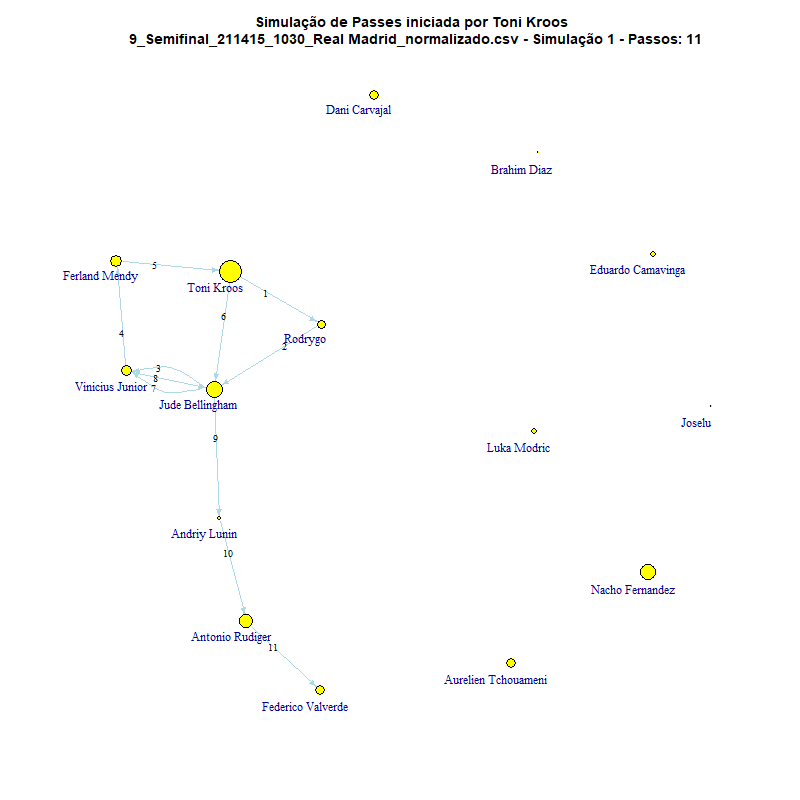 Simulação de Passes iniciada por Toni Kroos
9_Semifinal_211415_1030_Real Madrid_normalizado.csv - Simulação 1 - Passos: 11
Dani Carvajal
Brahim Diaz
Eduardo Camavinga
5
Ferland Mendy
Toni Kroos
1
6
Rodrygo
4
2
3
8
7
Vinicius Junior
Jude Bellingham
Joselu
9
Luka Modric
Andriy Lunin
10
Nacho Fernandez
Antonio Rudiger
11
Aurelien Tchouameni
Federico Valverde